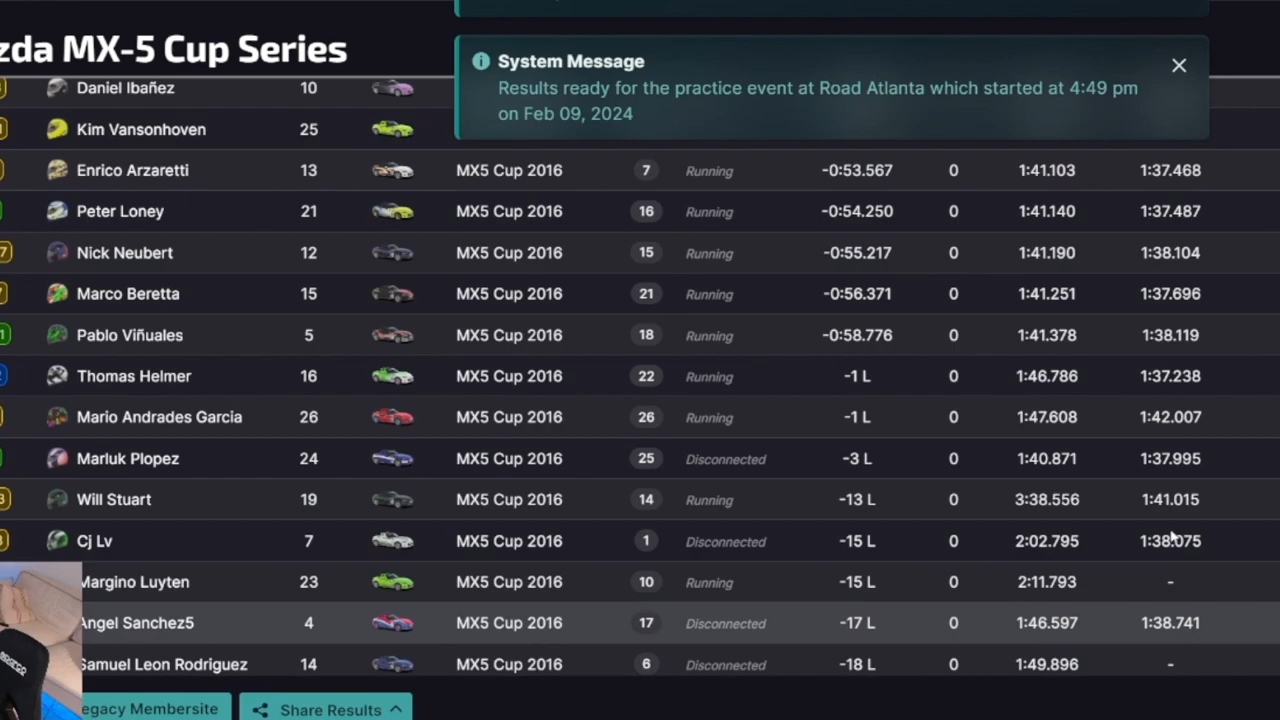 zda MX-5 Cup Series
System Message
Results ready for the practice event at Road Atlanta which started at 4:49 pm
on Feb 09, 2024
Daniel Ibañez 10
Kim Vansonhoven 25
Enrico Arzaretti 13 MX5 Cup 2016 7 Running -0:53.567 0 1:41.103 1:37.468
Peter Loney 21 MX5 Cup 2016 16 Running -0:54.250 0 1:41.140 1:37.487
7 Nick Neubert 12 MX5 Cup 2016 15 Running -0:55.217 0 1:41.190 1:38.104
Marco Beretta 15 MX5 Cup 2016 21 Running -0:56.371 0 1:41.251 1:37.696
1 Pablo Viñuales 5 MX5 Cup 2016 18 Running -0:58.776 0 1:41.378 1:38.119
Thomas Helmer 16 MX5 Cup 2016 22 Running -1 L 0 1:46.786 1:37.238
Mario Andrades Garcia 26 MX5 Cup 2016 26 Running -1 L 0 1:47.608 1:42.007
Marluk Plopez 24 MX5 Cup 2016 25 Disconnected -3 L 0 1:40.871 1:37.995
3 Will Stuart 19 MX5 Cup 2016 14 Running -13 L 0 3:38.556 1:41.015
Cj Lv 7 MX5 Cup 2016 1 Disconnected -15 L 0 2:02.795 1:38.075
Margino Luyten 23 MX5 Cup 2016 10 Running -15 L 0 2:11.793 -
Angel Sanchez5 4 MX5 Cup 2016 17 Disconnected -17 L 0 1:46.597 1:38.741
Samuel Leon Rodriguez 14 MX5 Cup 2016 6 Disconnected -18 L 0 1:49.896 -
egacy Membersite
Share Results